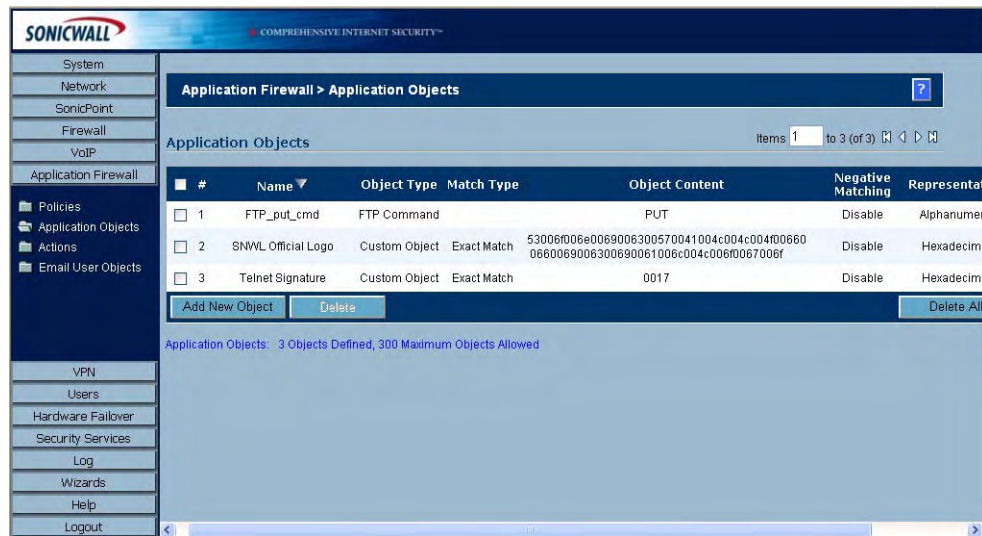 SONICWALL
COMPREHENSIVE INTERNET SECURITY™
System
Network
SonicPoint
Firewall
VoIP
Application Firewall
Policies
Application Objects
Actions
Email User Objects
VPN
Users
Hardware Failover
Security Services
Log
Wizards
Help
Logout
Application Firewall > Application Objects
?
Application Objects
Items 1 to 3 (of 3)
# Name Object Type Match Type Object Content Negative Matching Representat
1 FTP_put_cmd FTP Command PUT Disable Alphanume
2 SNWL Official Logo Custom Object Exact Match 53006f006e0069006300570041004c004c004f00660 Disable Hexadecim
0660069006300690061006c004c006f0067006f
3 Telnet Signature Custom Object Exact Match 0017 Disable Hexadecim
Add New Object Delete Delete All
Application Objects: 3 Objects Defined, 300 Maximum Objects Allowed